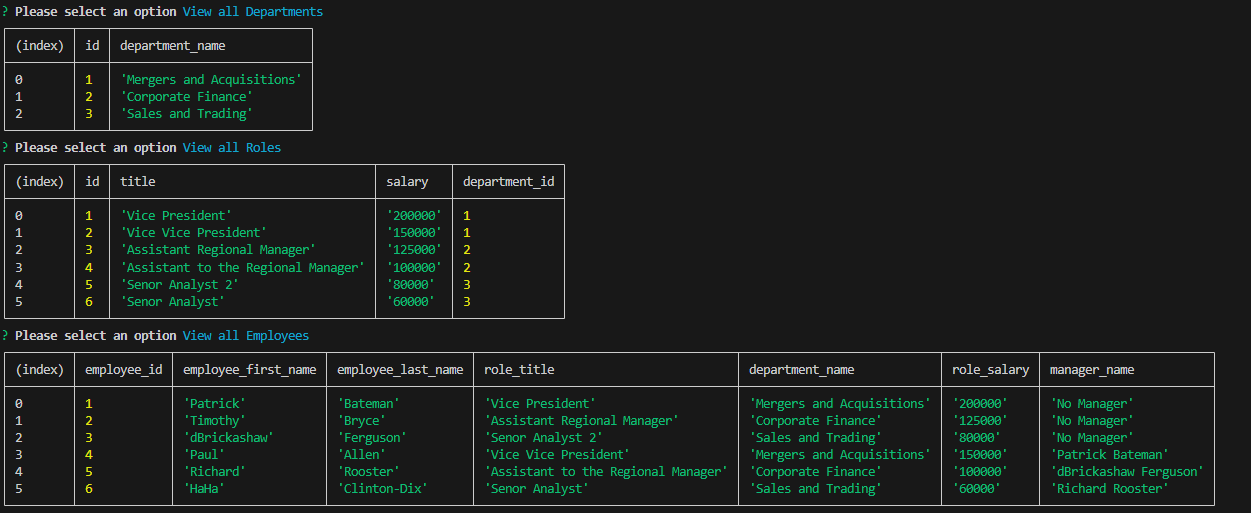 ? Please select an option View all Departments
(index) id department_name
0 1 'Mergers and Acquisitions'
1 2 'Corporate Finance'
2 3 'Sales and Trading'
? Please select an option View all Roles
(index) id title salary department_id
0 1 'Vice President' '200000' 1
1 2 'Vice Vice President' '150000' 1
2 3 'Assistant Regional Manager' '125000' 2
3 4 'Assistant to the Regional Manager' '100000' 2
4 5 'Senor Analyst 2' '80000' 3
5 6 'Senor Analyst' '60000' 3
? Please select an option View all Employees
(index) employee_id employee_first_name employee_last_name role_title department_name role_salary manager_name
0 1 'Patrick' 'Bateman' 'Vice President' 'Mergers and Acquisitions' '200000' 'No Manager'
1 2 'Timothy' 'Bryce' 'Assistant Regional Manager' 'Corporate Finance' '125000' 'No Manager'
2 3 'dBrickashaw' 'Ferguson' 'Senor Analyst 2' 'Sales and Trading' '80000' 'No Manager'
3 4 'Paul' 'Allen' 'Vice Vice President' 'Mergers and Acquisitions' '150000' 'Patrick Bateman'
4 5 'Richard' 'Rooster' 'Assistant to the Regional Manager' 'Corporate Finance' '100000' 'dBrickashaw Ferguson'
5 6 'HaHa' 'Clinton-Dix' 'Senor Analyst' 'Sales and Trading' '60000' 'Richard Rooster'